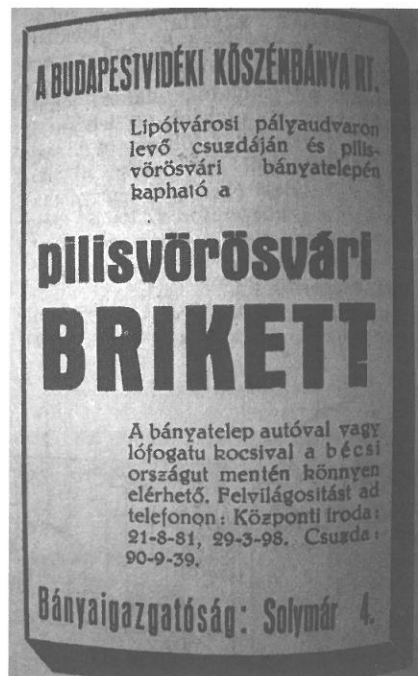 A BUDAPESTVIDÉKI KŐSZÉNBÁNYA RT.
Lipótvárosi pályaudvaron
levő csuzdáján és pilis-
vörösvári bányatelepén
kapható a
pilisvörösvári
BRIKETT
A bányatelep autóval vagy
lófogatu kocsival a bécsi
országut mentén könnyen
elérhető. Felvilágositást ad
telefonon: Központi iroda:
21-8-81, 29-3-98. Csuzda:
90-9-39.
Bányaigazgatóság: Solymár 4.